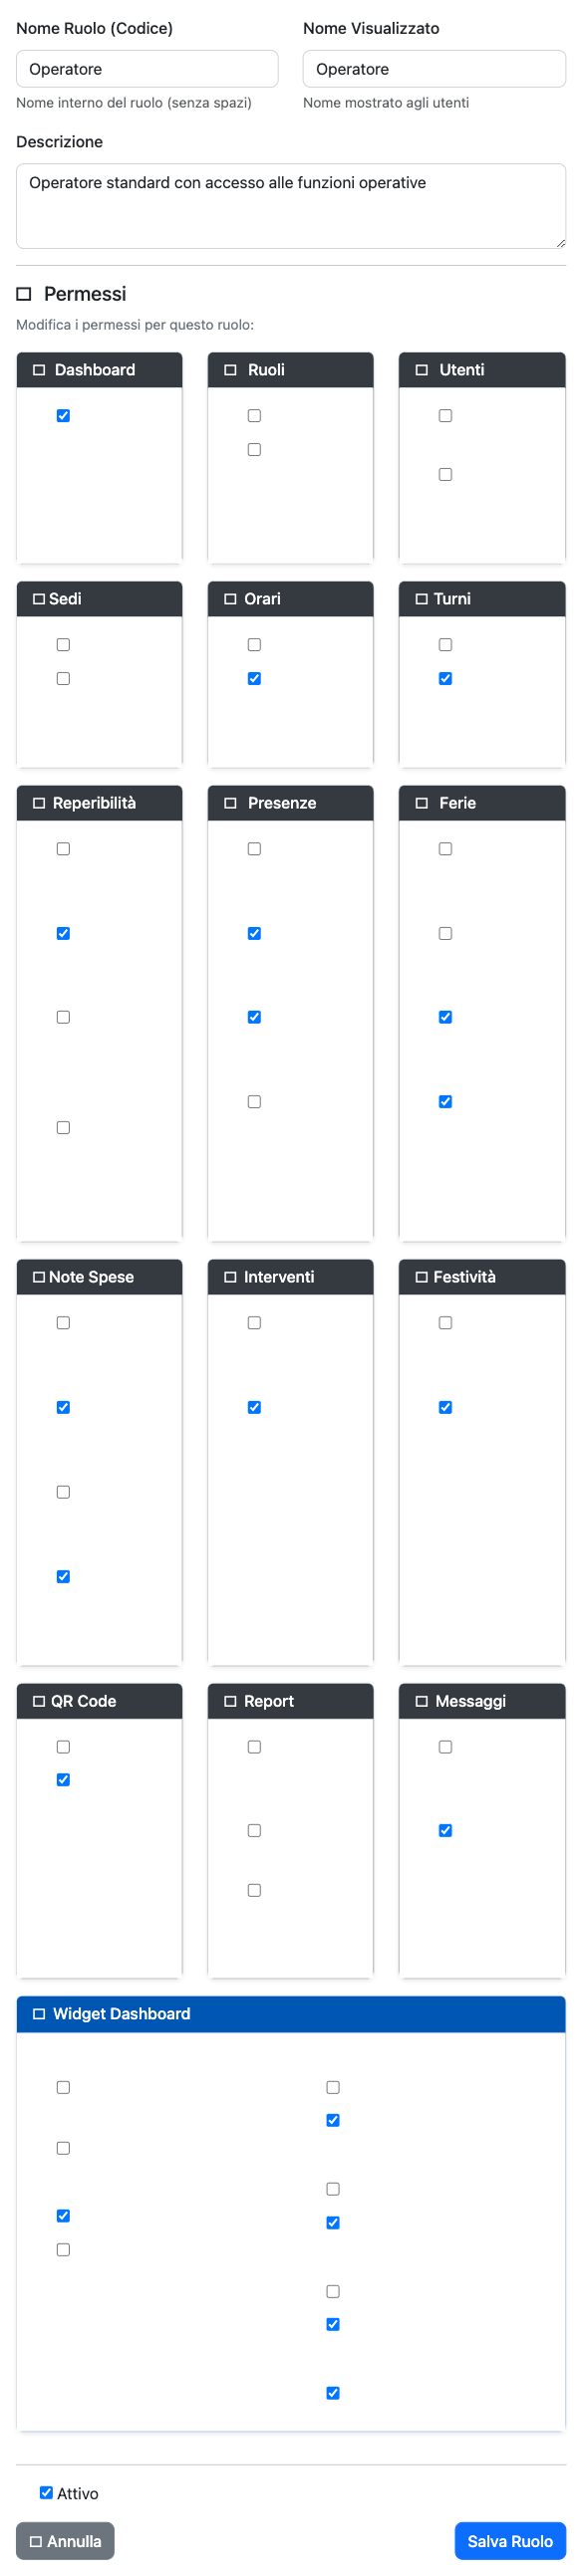 Nome Ruolo (Codice)
Nome Visualizzato
Operatore
Operatore
Nome interno del ruolo (senza spazi)
Nome mostrato agli utenti
Descrizione
Operatore standard con accesso alle funzioni operative
Permessi
Modifica i permessi per questo ruolo:
Dashboard
Ruoli
Utenti
Sedi
Orari
Turni
Reperibilità
Presenze
Ferie
Note Spese
Interventi
Festività
QR Code
Report
Messaggi
Widget Dashboard
Attivo
Annulla
Salva Ruolo